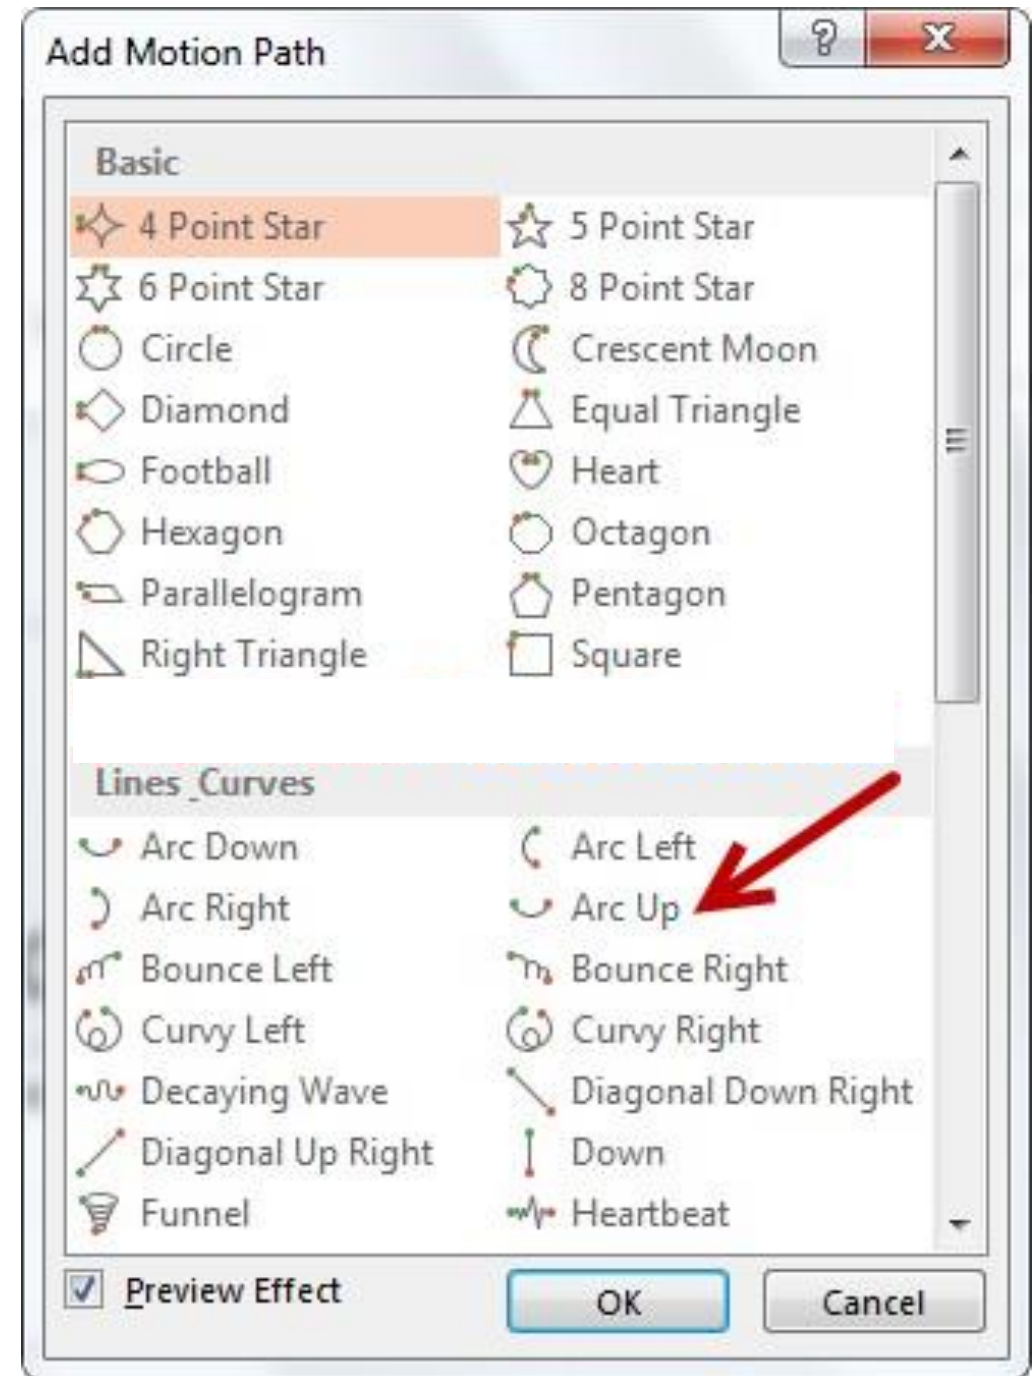 Add Motion Path
Basic
4 Point Star 5 Point Star
6 Point Star 8 Point Star
Circle Crescent Moon
Diamond Equal Triangle
Football Heart
Hexagon Octagon
Parallelogram Pentagon
Right Triangle Square
Lines_Curves
Arc Down Arc Left
Arc Right Arc Up
Bounce Left Bounce Right
Curvy Left Curvy Right
Decaying Wave Diagonal Down Right
Diagonal Up Right Down
Funnel Heartbeat
Preview Effect OK Cancel